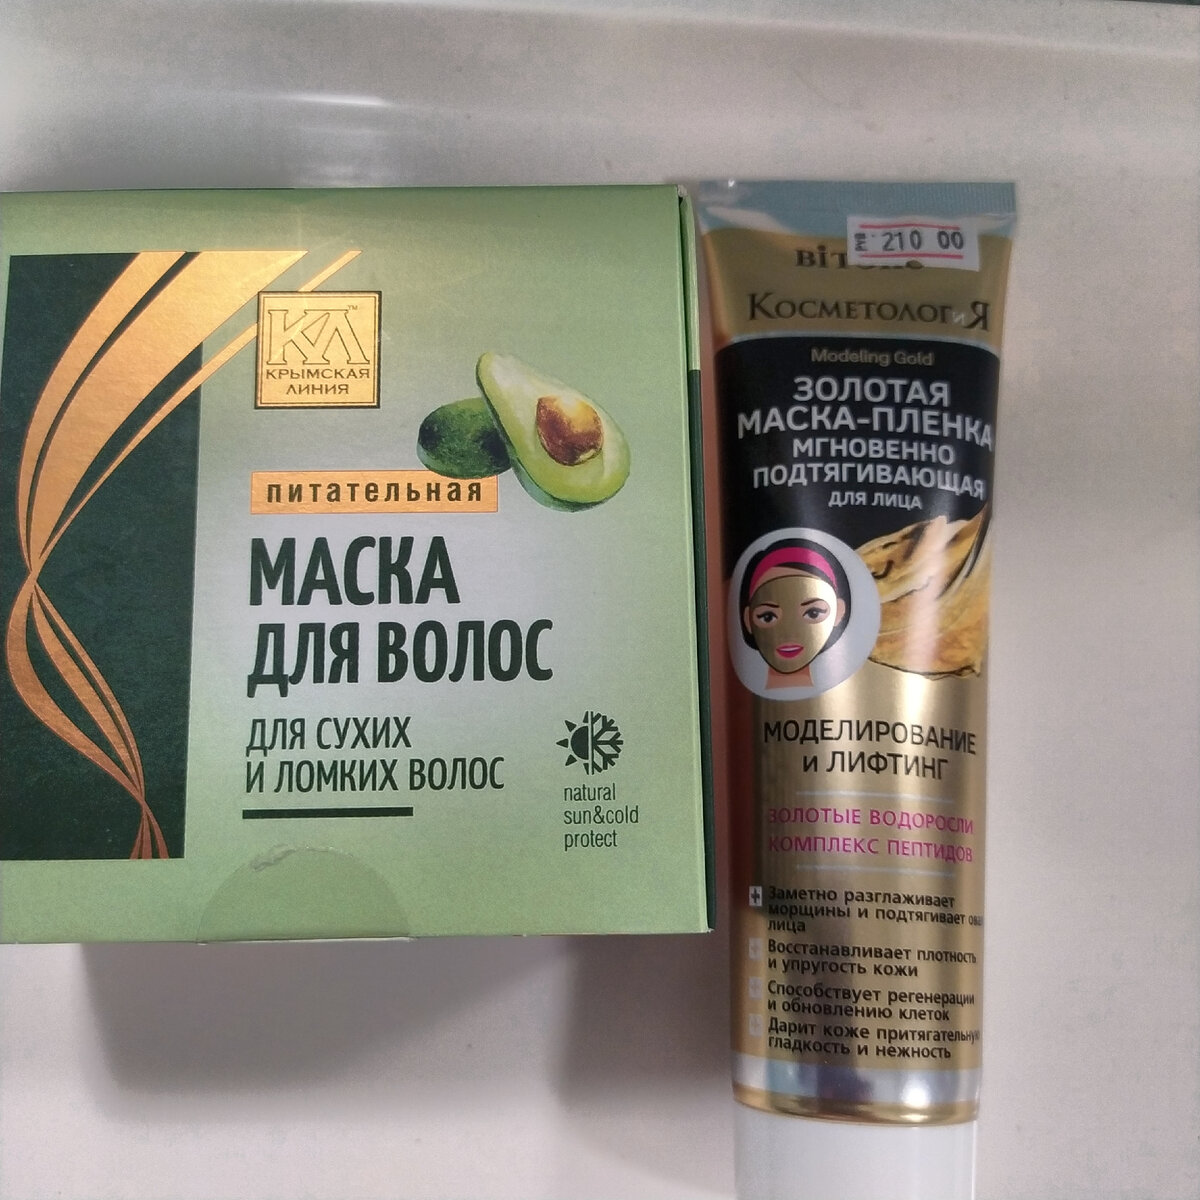 КЛ™
КРЫМСКАЯ
ЛИНИЯ
питательная
МАСКА
ДЛЯ ВОЛОС
ДЛЯ СУХИХ
И ЛОМКИХ ВОЛОС
natural
sun&cold
protect
РУБ 210 00
КосметологиЯ
Modeling Gold
ЗОЛОТАЯ
МАСКА-ПЛЕНКА
МГНОВЕННО
ПОДТЯГИВАЮЩАЯ
ДЛЯ ЛИЦА
МОДЕЛИРОВАНИЕ
И ЛИФТИНГ
ЗОЛОТЫЕ ВОДОРОСЛИ
КОМПЛЕКС ПЕПТИДОВ
Заметно разглаживает
морщины и подтягивает
лица
Восстанавливает плотность
и упругость кожи
Способствует регенерации
и обновлению клеток
Дарит коже притягательную
гладкость и нежность